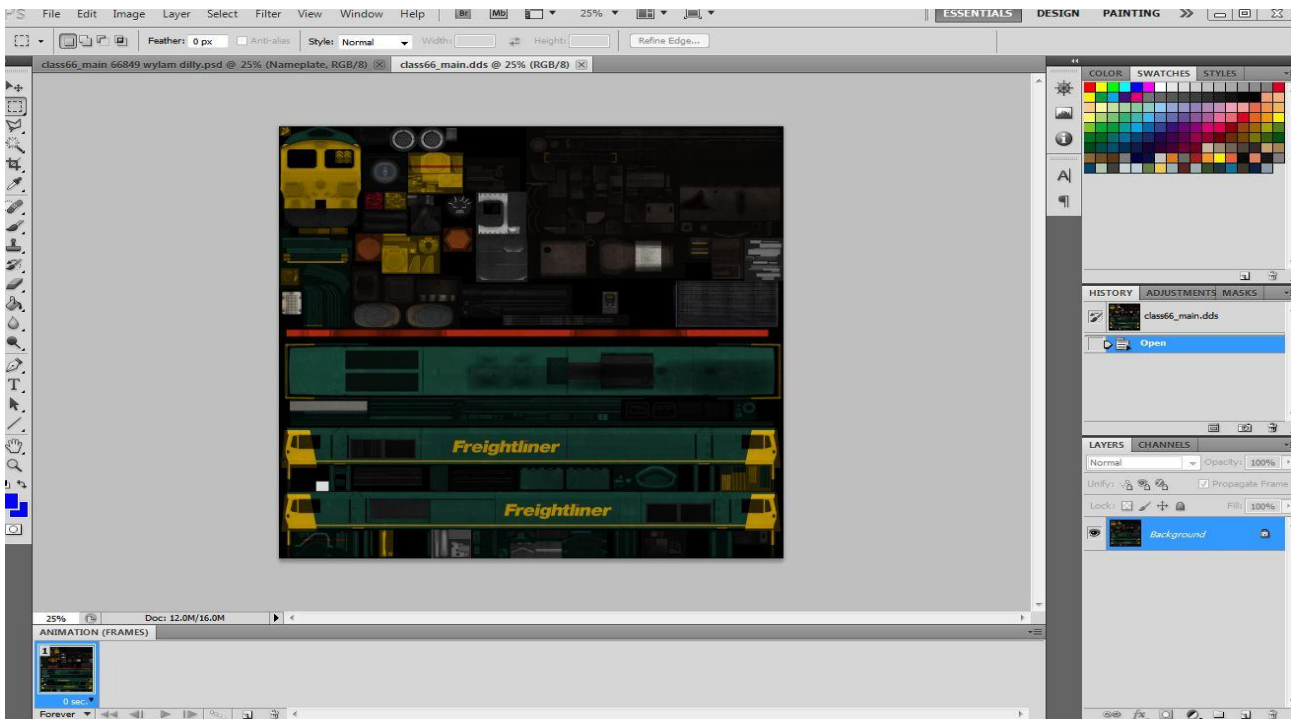 PS File Edit Image Layer Select Filter View Window Help Br Mb 25% ESSENTIALS DESIGN PAINTING
Feather: 0 px Anti-alias Style: Normal Width: Height: Refine Edge...
class66_main 66849 wylam dilly.psd @ 25% (Nameplate, RGB/8) class66_main.dds @ 25% (RGB/8)
COLOR SWATCHES STYLES
HISTORY ADJUSTMENTS MASKS
class66_main.dds
Open
Freightliner
Freightliner
LAYERS CHANNELS
Normal Opacity: 100%
Unify: Propagate Frame
Lock: Fill: 100%
Background
25% Doc: 12.0M/16.0M
ANIMATION (FRAMES)
1
0 sec.
Forever